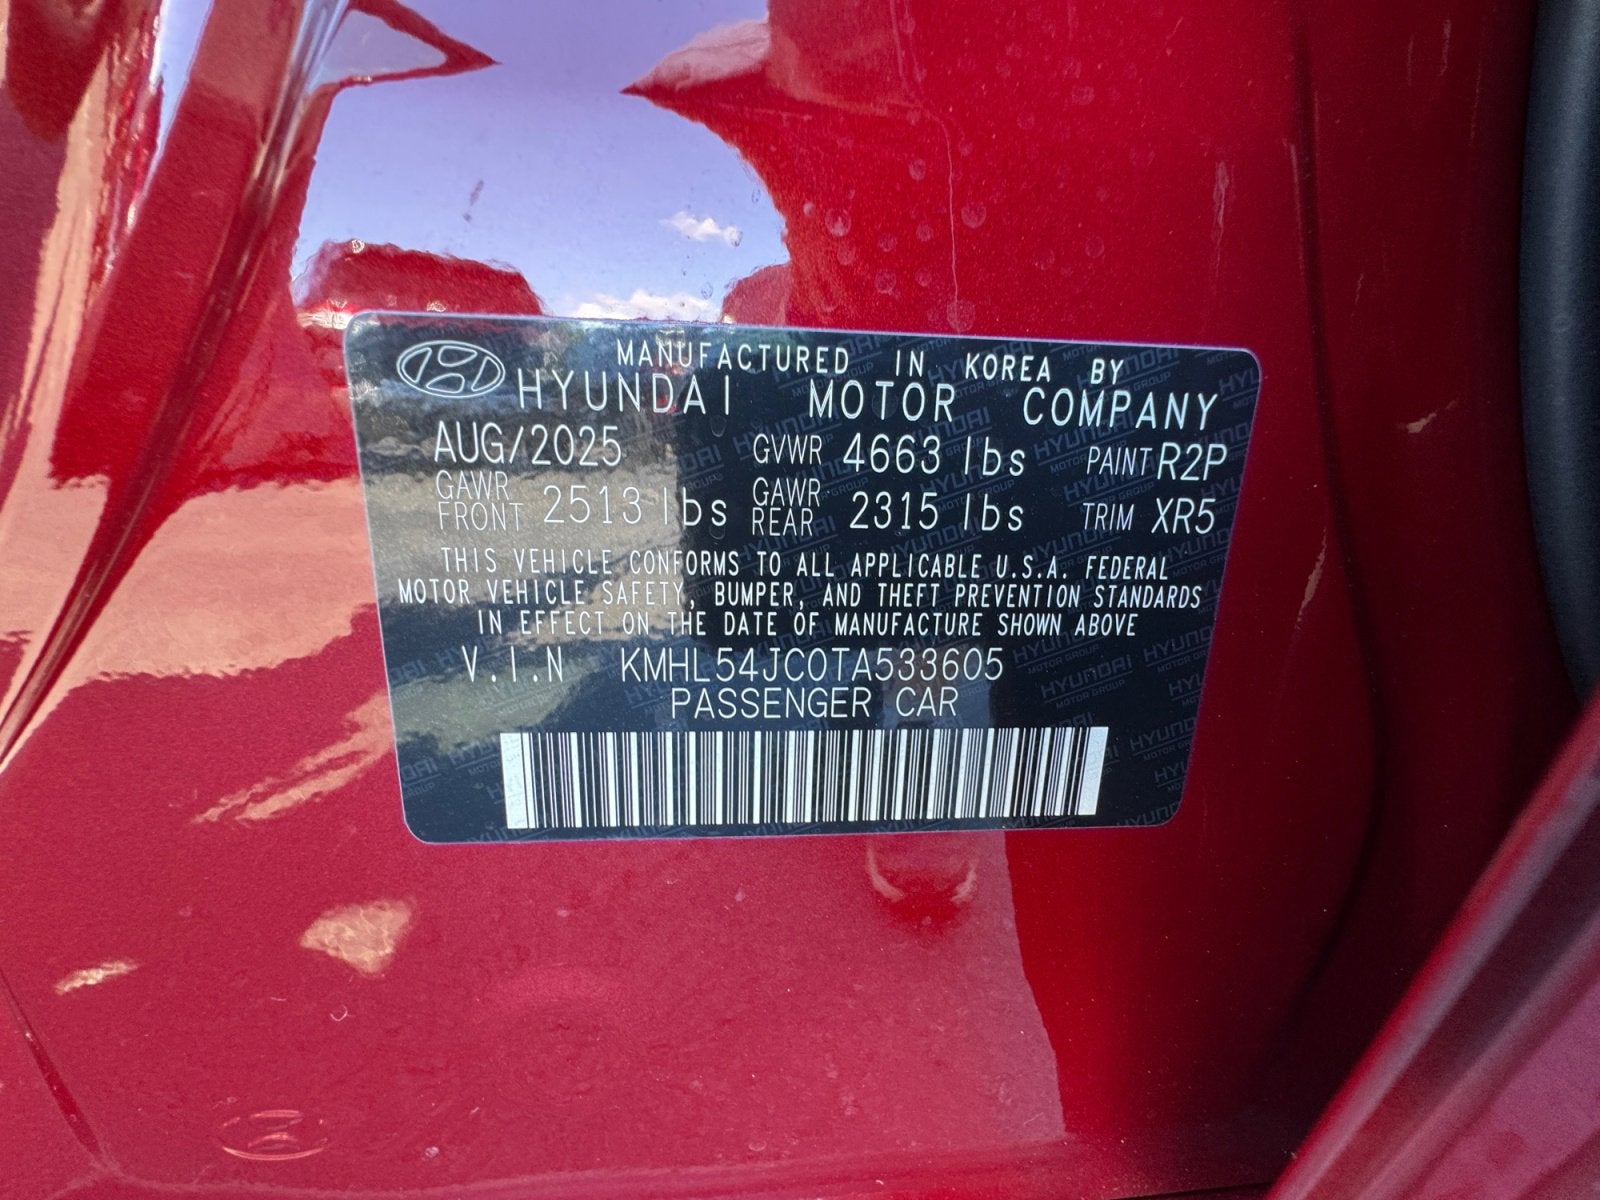 MANUFACTURED IN KOREA BY
HYUNDAI MOTOR COMPANY
AUG/2025 GVWR 4663 lbs PAINT R2P
GAWR FRONT 2513 lbs GAWR REAR 2315 lbs TRIM XR5
THIS VEHICLE CONFORMS TO ALL APPLICABLE U.S.A. FEDERAL
MOTOR VEHICLE SAFETY, BUMPER, AND THEFT PREVENTION STANDARDS
IN EFFECT ON THE DATE OF MANUFACTURE SHOWN ABOVE
V.I.N KMHL54JC0TA533605
PASSENGER CAR